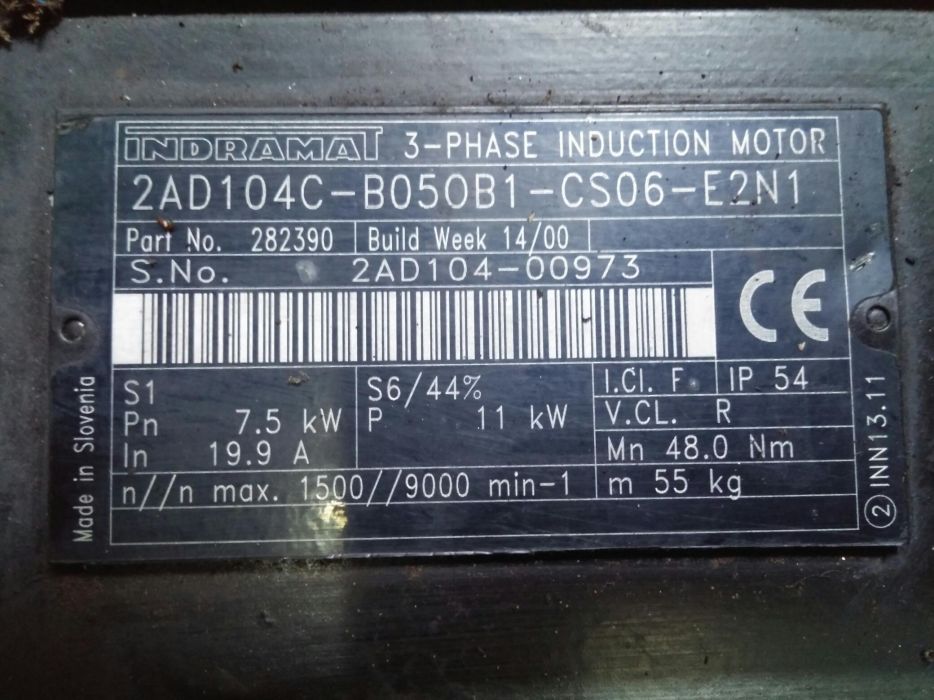 INDRAMAT 3-PHASE INDUCTION MOTOR
2AD104C-B050B1-CS06-E2N1
Part No. 282390 Build Week 14/00
S.No. 2AD104-00973
CE
S1
Pn 7.5 kW
In 19.9 A
S6/44%
P 11 kW
I.Cl. F IP 54
V.CL. R
Mn 48.0 Nm
n//n max. 1500//9000 min-1
m 55 kg
Made in Slovenia
2 INN13.11